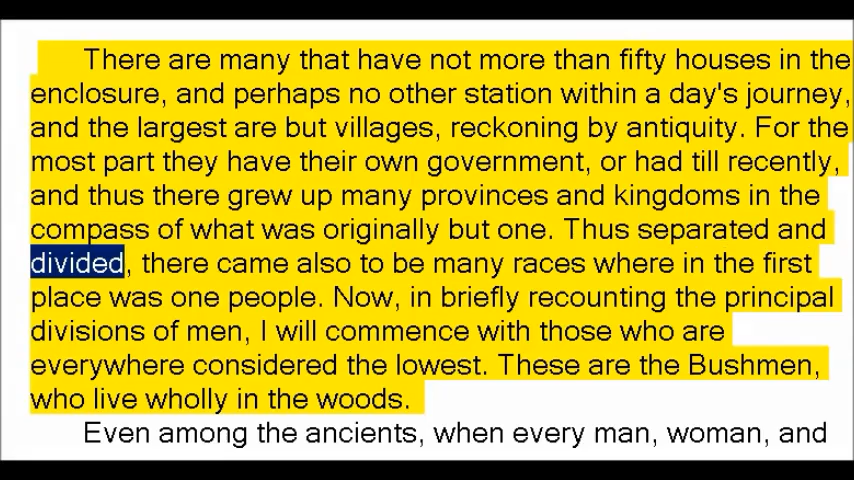 There are many that have not more than fifty houses in the
enclosure, and perhaps no other station within a day's journey,
and the largest are but villages, reckoning by antiquity. For the
most part they have their own government, or had till recently,
and thus there grew up many provinces and kingdoms in the
compass of what was originally but one. Thus separated and
divided, there came also to be many races where in the first
place was one people. Now, in briefly recounting the principal
divisions of men, I will commence with those who are
everywhere considered the lowest. These are the Bushmen,
who live wholly in the woods.
Even among the ancients, when every man, woman, and